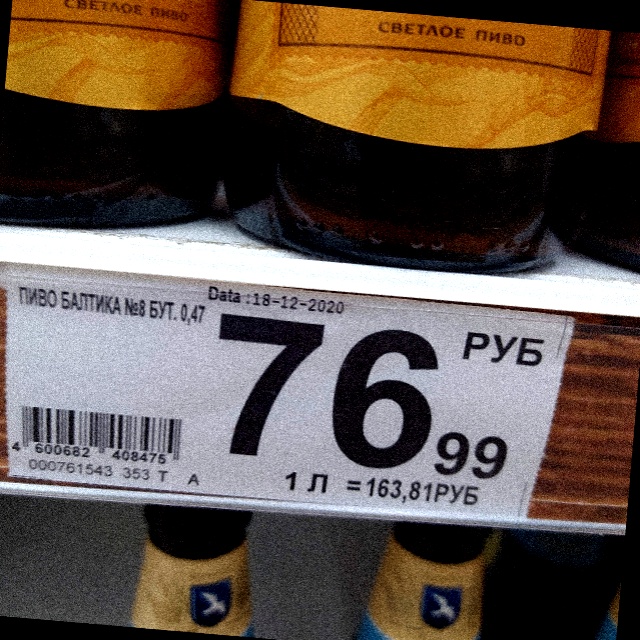 СВЕТЛОЕ ПИВО
СВЕТЛОЕ ПИВО
ПИВО БАЛТИКА №8 БУТ. 0,47
Data :18-12-2020
76 99
РУБ
4 600682 408475
000761543 353 Т А
1 Л =163,81РУБ